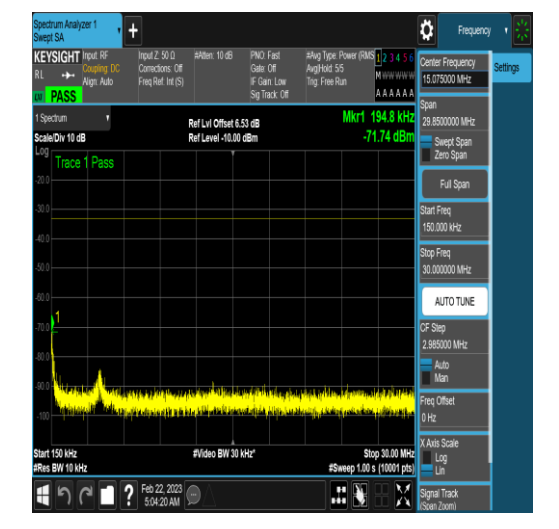 Spectrum Analyzer 1
Swept SA
Frequency
KEYSIGHT
RL
PASS
Input: RF
Coupling: DC
Align: Auto
Input Z: 50 Ω
Corrections: Off
Freq Ref: Int (S)
#Atten: 10 dB
PNO: Fast
Gate: Off
IF Gain: Low
Sig Track: Off
#Avg Type: Power (RMS
Avg|Hold: 5/5
Trig: Free Run
1 2 3 4 5 6
M W W W W W
A A A A A A
1 Spectrum
Scale/Div 10 dB
Ref Lvl Offset 6.53 dB
Ref Level -10.00 dBm
Mkr1 194.8 kHz
-71.74 dBm
Log
Trace 1 Pass
-20.0
-30.0
-40.0
-50.0
-60.0
-70.0
-80.0
-90.0
-100
1
Start 150 kHz
#Res BW 10 kHz
#Video BW 30 kHz*
Stop 30.00 MHz
#Sweep 1.00 s (10001 pts)
Feb 22, 2023
5:04:20 AM
Center Frequency
15.075000 MHz
Settings
Span
29.8500000 MHz
Swept Span
Zero Span
Full Span
Start Freq
150.000 kHz
Stop Freq
30.000000 MHz
AUTO TUNE
CF Step
2.985000 MHz
Auto
Man
Freq Offset
0 Hz
X Axis Scale
Log
Lin
Signal Track
(Span Zoom)